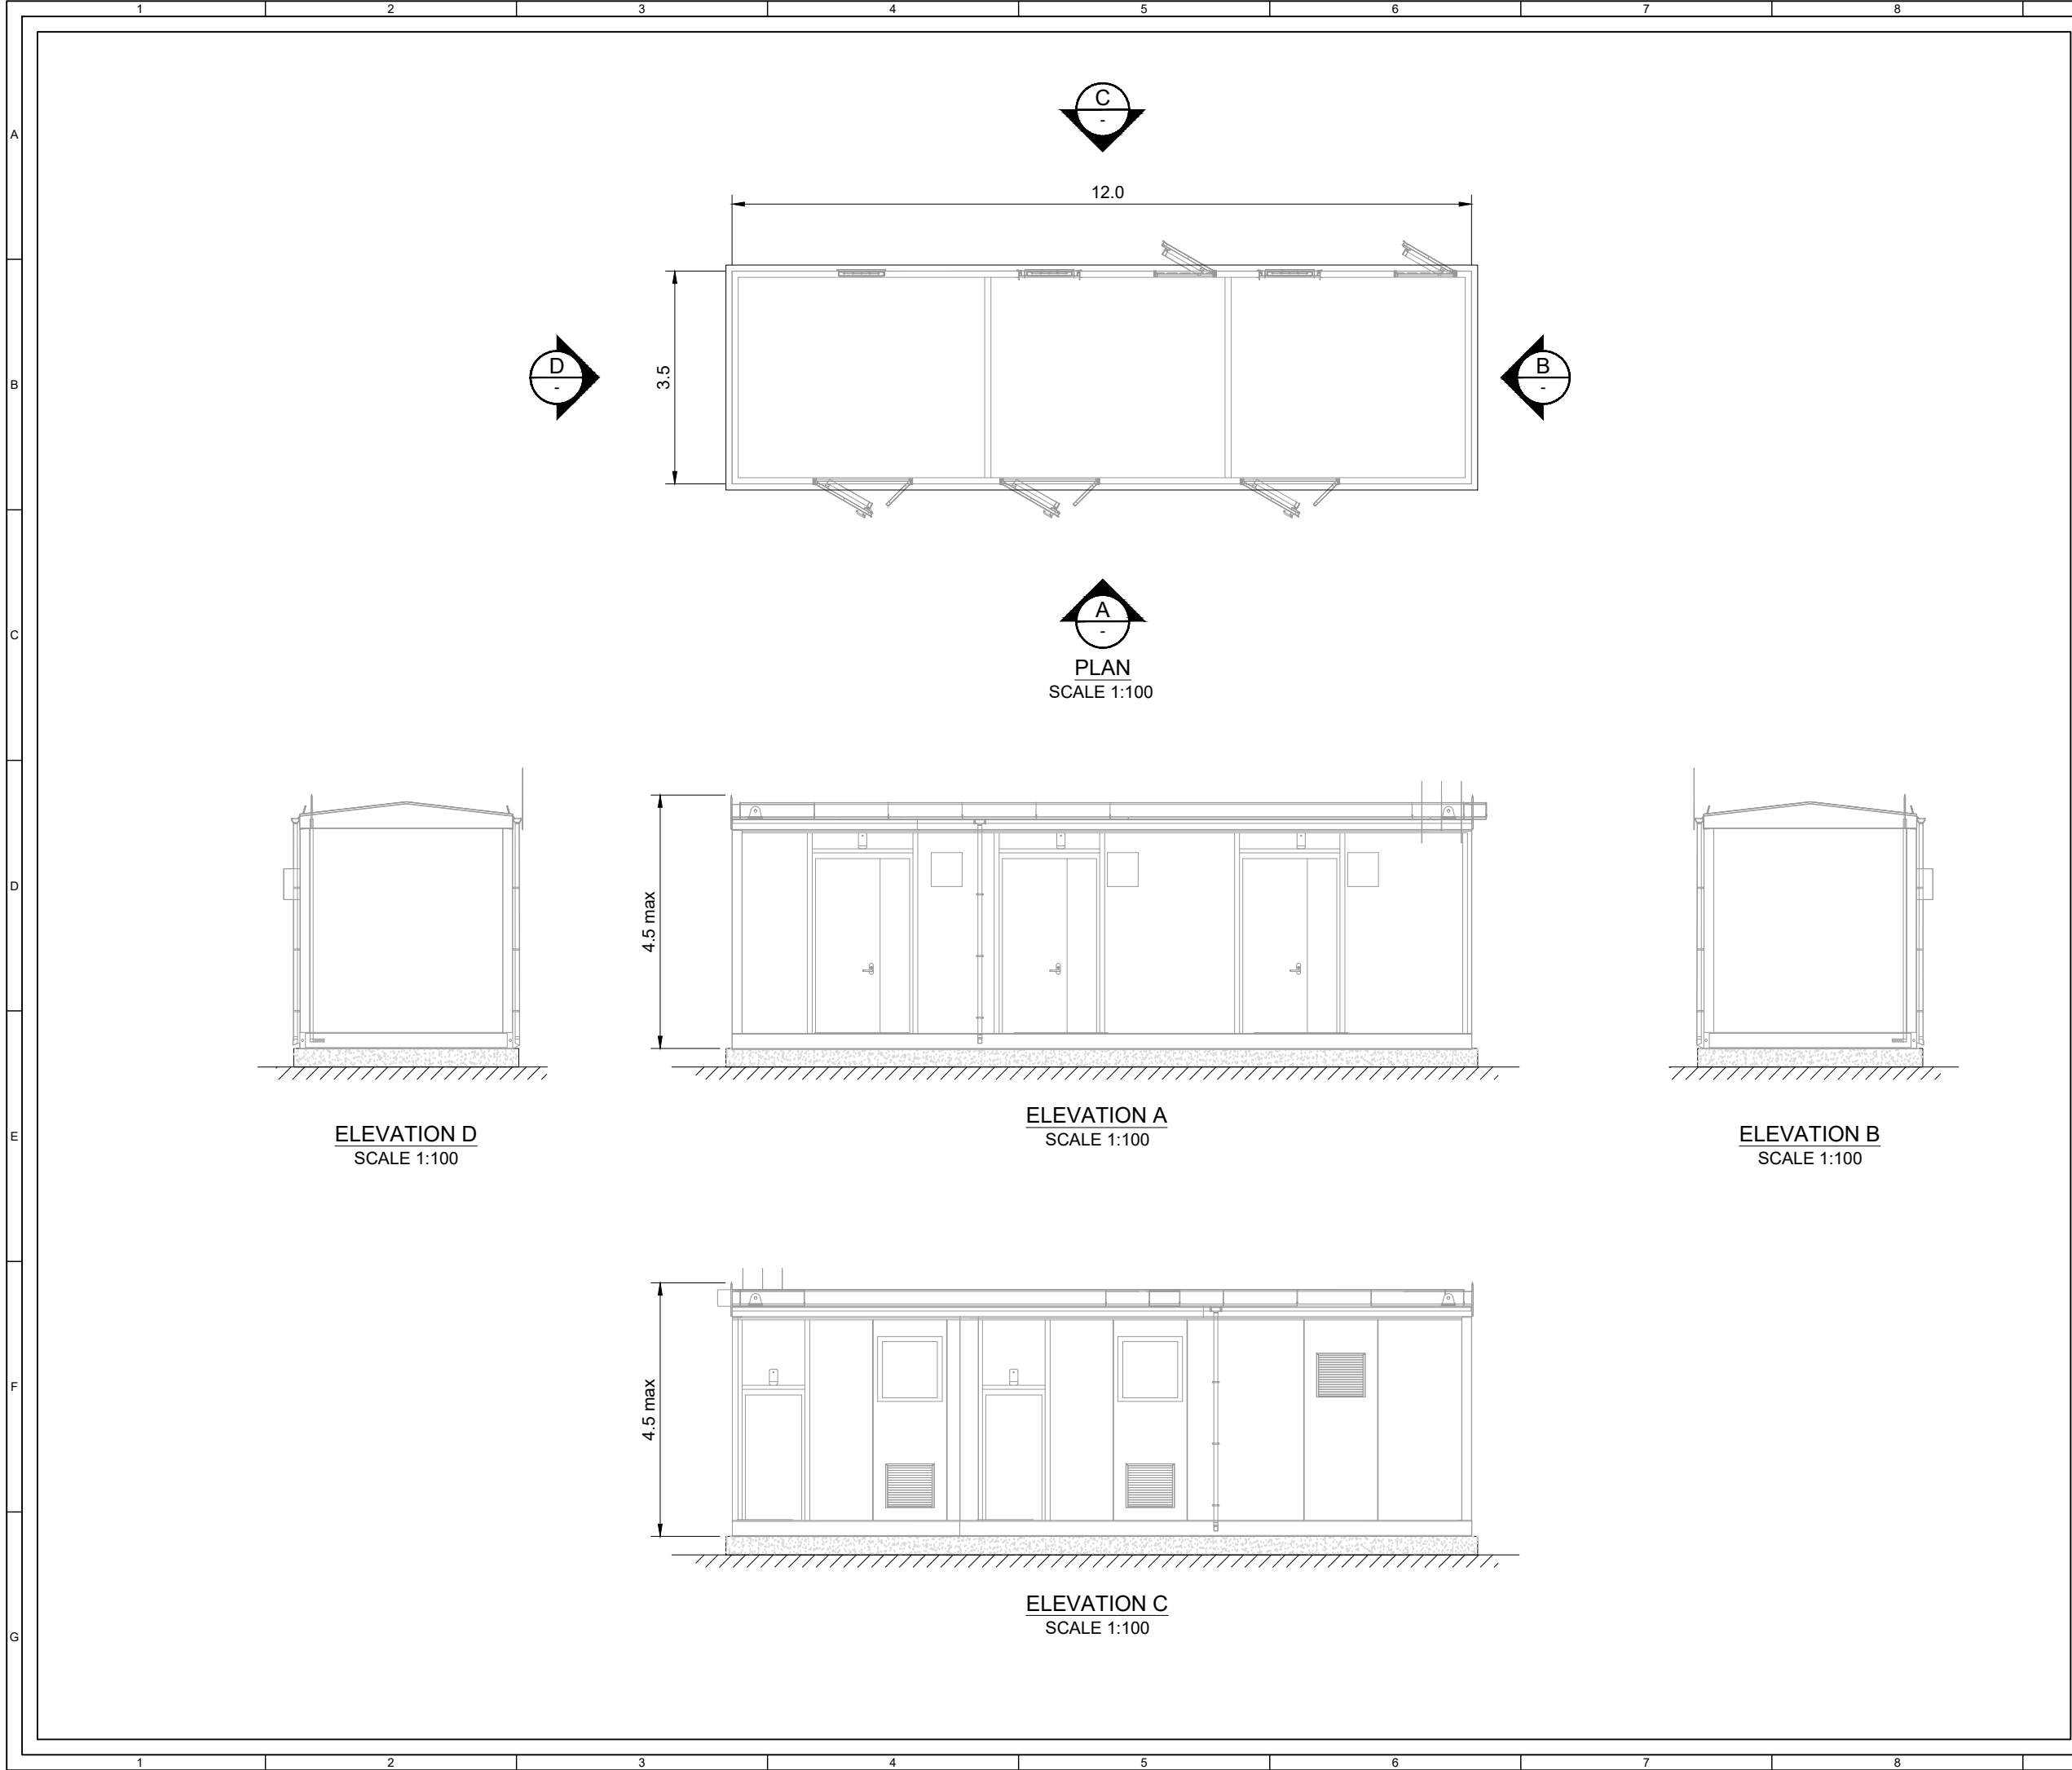 1 2 3 4 5 6 7 8
A
C
-
12.0
B
3.5
D
-
B
-
C
A
-
PLAN
SCALE 1:100
D
4.5 max
E
ELEVATION D
SCALE 1:100
ELEVATION A
SCALE 1:100
ELEVATION B
SCALE 1:100
F
4.5 max
ELEVATION C
SCALE 1:100
G
1 2 3 4 5 6 7 8